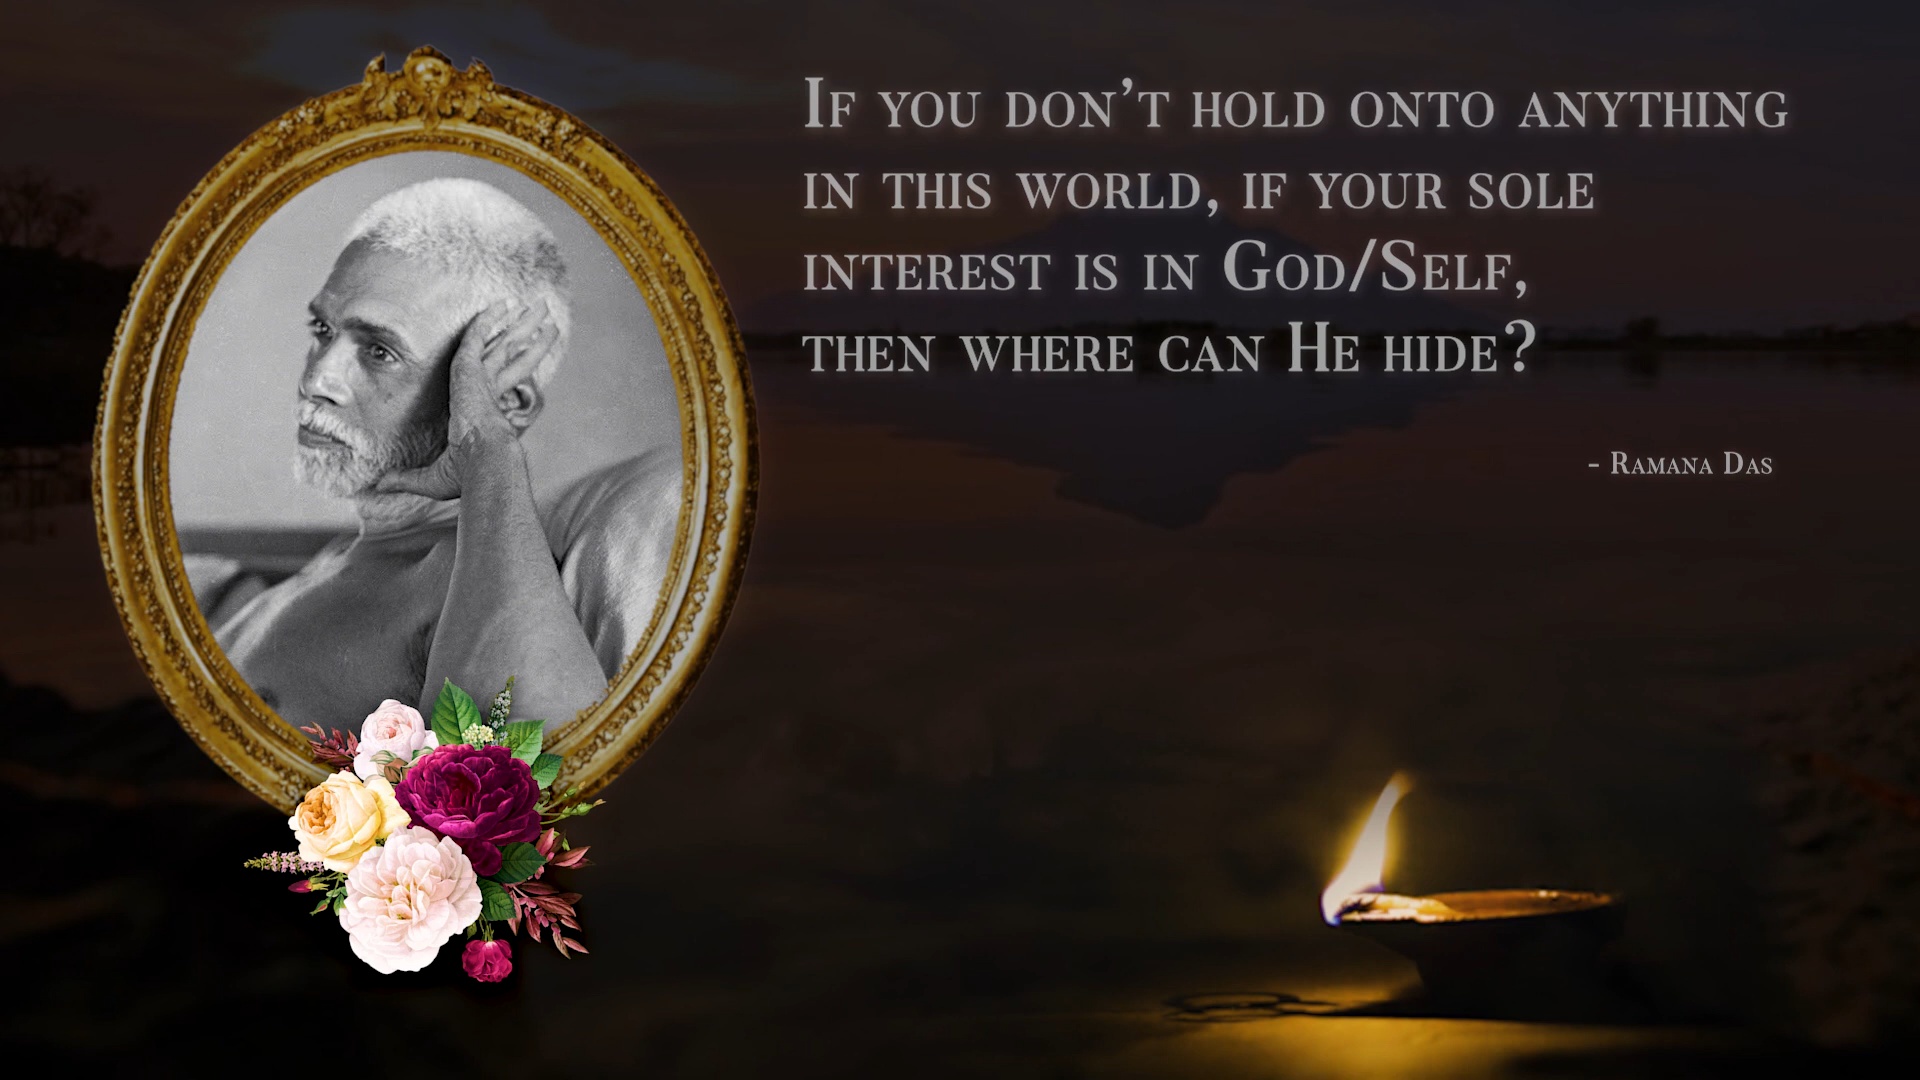 If you don’t hold onto anything
in this world, if your sole
interest is in God/Self,
then where can He hide?
- Ramana Das